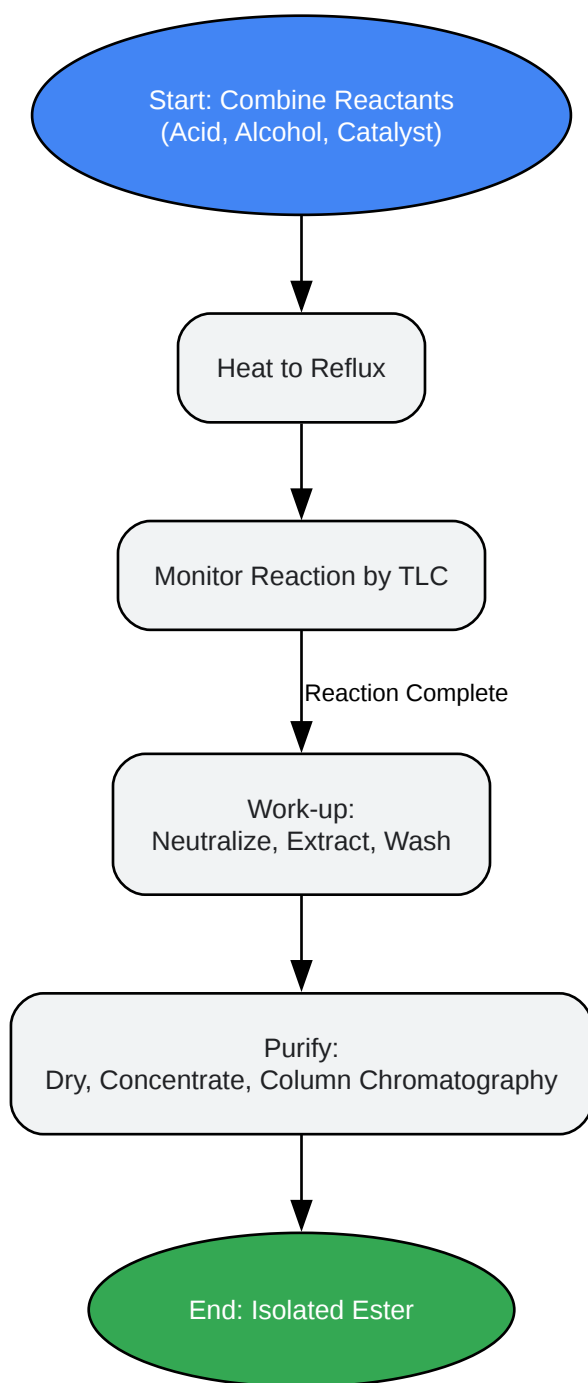 Start: Combine Reactants
(Acid, Alcohol, Catalyst)
Heat to Reflux
Monitor Reaction by TLC
Reaction Complete
Work-up:
Neutralize, Extract, Wash
Purify:
Dry, Concentrate, Column Chromatography
End: Isolated Ester